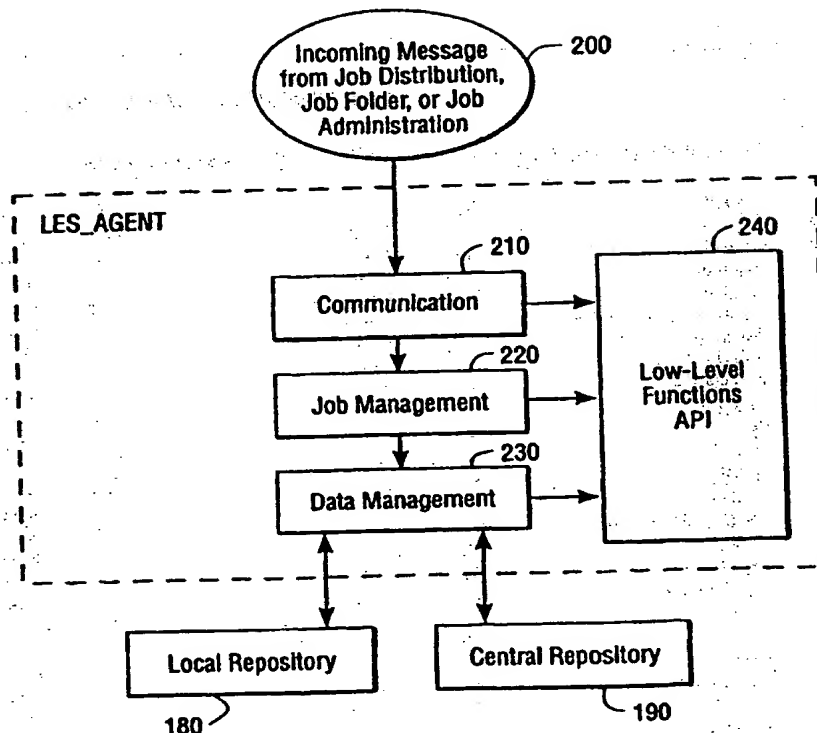 Incoming Message
from Job Distribution,
Job Folder, or Job
Administration
200
LES_AGENT
210
Communication
220
Job Management
230
Data Management
240
Low-Level
Functions
API
Local Repository
180
Central Repository
190